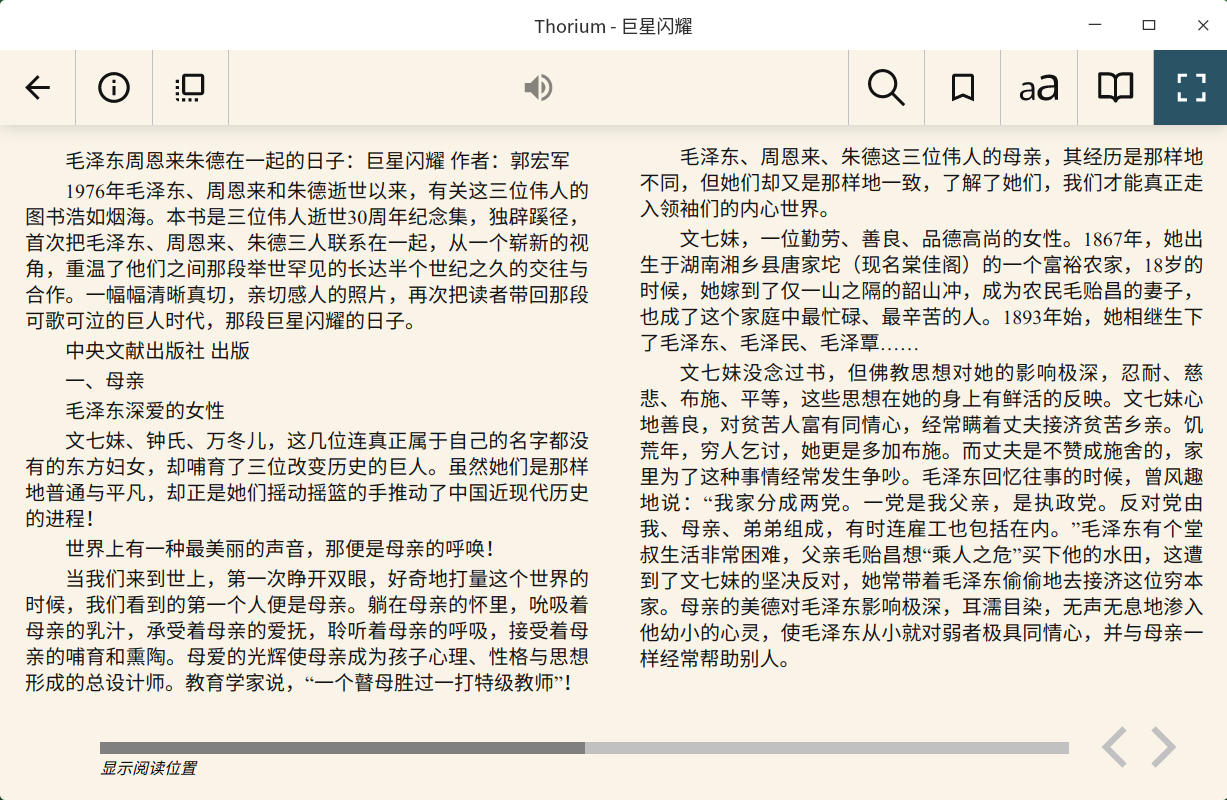 Thorium - 巨星闪耀
aA
毛泽东周恩来朱德在一起的日子：巨星闪耀 作者：郭宏军
1976年毛泽东、周恩来和朱德逝世以来，有关这三位伟人的
图书浩如烟海。本书是三位伟人逝世30周年纪念集，独辟蹊径，
首次把毛泽东、周恩来、朱德三人联系在一起，从一个崭新的视
角，重温了他们之间那段举世罕见的长达半个世纪之久的交往与
合作。一幅幅清晰真切，亲切感人的照片，再次把读者带回那段
可歌可泣的巨人时代，那段巨星闪耀的日子。
中央文献出版社 出版
一、母亲
毛泽东深爱的女性
文七妹、钟氏、万冬儿，这几位连真正属于自己的名字都没
有的东方妇女，却哺育了三位改变历史的巨人。虽然她们是那样
地普通与平凡，却正是她们摇动摇篮的手推动了中国近现代历史
的进程！
世界上有一种最美丽的声音，那便是母亲的呼唤！
当我们来到世上，第一次睁开双眼，好奇地打量这个世界的
时候，我们看到的第一个人便是母亲。躺在母亲的怀里，吮吸着
母亲的乳汁，承受着母亲的爱抚，聆听着母亲的呼吸，接受着母
亲的哺育和熏陶。母爱的光辉使母亲成为孩子心理、性格与思想
形成的总设计师。教育学家说，“一个瞽母胜过一打特级教师”！
毛泽东、周恩来、朱德这三位伟人的母亲，其经历是那样地
不同，但她们却又是那样地一致，了解了她们，我们才能真正走
入领袖们的内心世界。
文七妹，一位勤劳、善良、品德高尚的女性。1867年，她出
生于湖南湘乡县唐家坨（现名棠佳阁）的一个富裕农家，18岁的
时候，她嫁到了仅一山之隔的韶山冲，成为农民毛贻昌的妻子，
也成了这个家庭中最忙碌、最辛苦的人。1893年始，她相继生下
了毛泽东、毛泽民、毛泽覃……
文七妹没念过书，但佛教思想对她的影响极深，忍耐、慈
悲、布施、平等，这些思想在她的身上有鲜活的反映。文七妹心
地善良，对贫苦人富有同情心，经常瞒着丈夫接济贫苦乡亲。饥
荒年，穷人乞讨，她更是多加布施。而丈夫是不赞成施舍的，家
里为了这种事情经常发生争吵。毛泽东回忆往事的时候，曾风趣
地说：“我家分成两党。一党是我父亲，是执政党。反对党由
我、母亲、弟弟组成，有时连雇工也包括在内。”毛泽东有个堂
叔生活非常困难，父亲毛贻昌想“乘人之危”买下他的水田，这遭
到了文七妹的坚决反对，她常带着毛泽东偷偷地去接济这位穷本
家。母亲的美德对毛泽东影响极深，耳濡目染，无声无息地渗入
他幼小的心灵，使毛泽东从小就对弱者极具同情心，并与母亲一
样经常帮助别人。
显示阅读位置